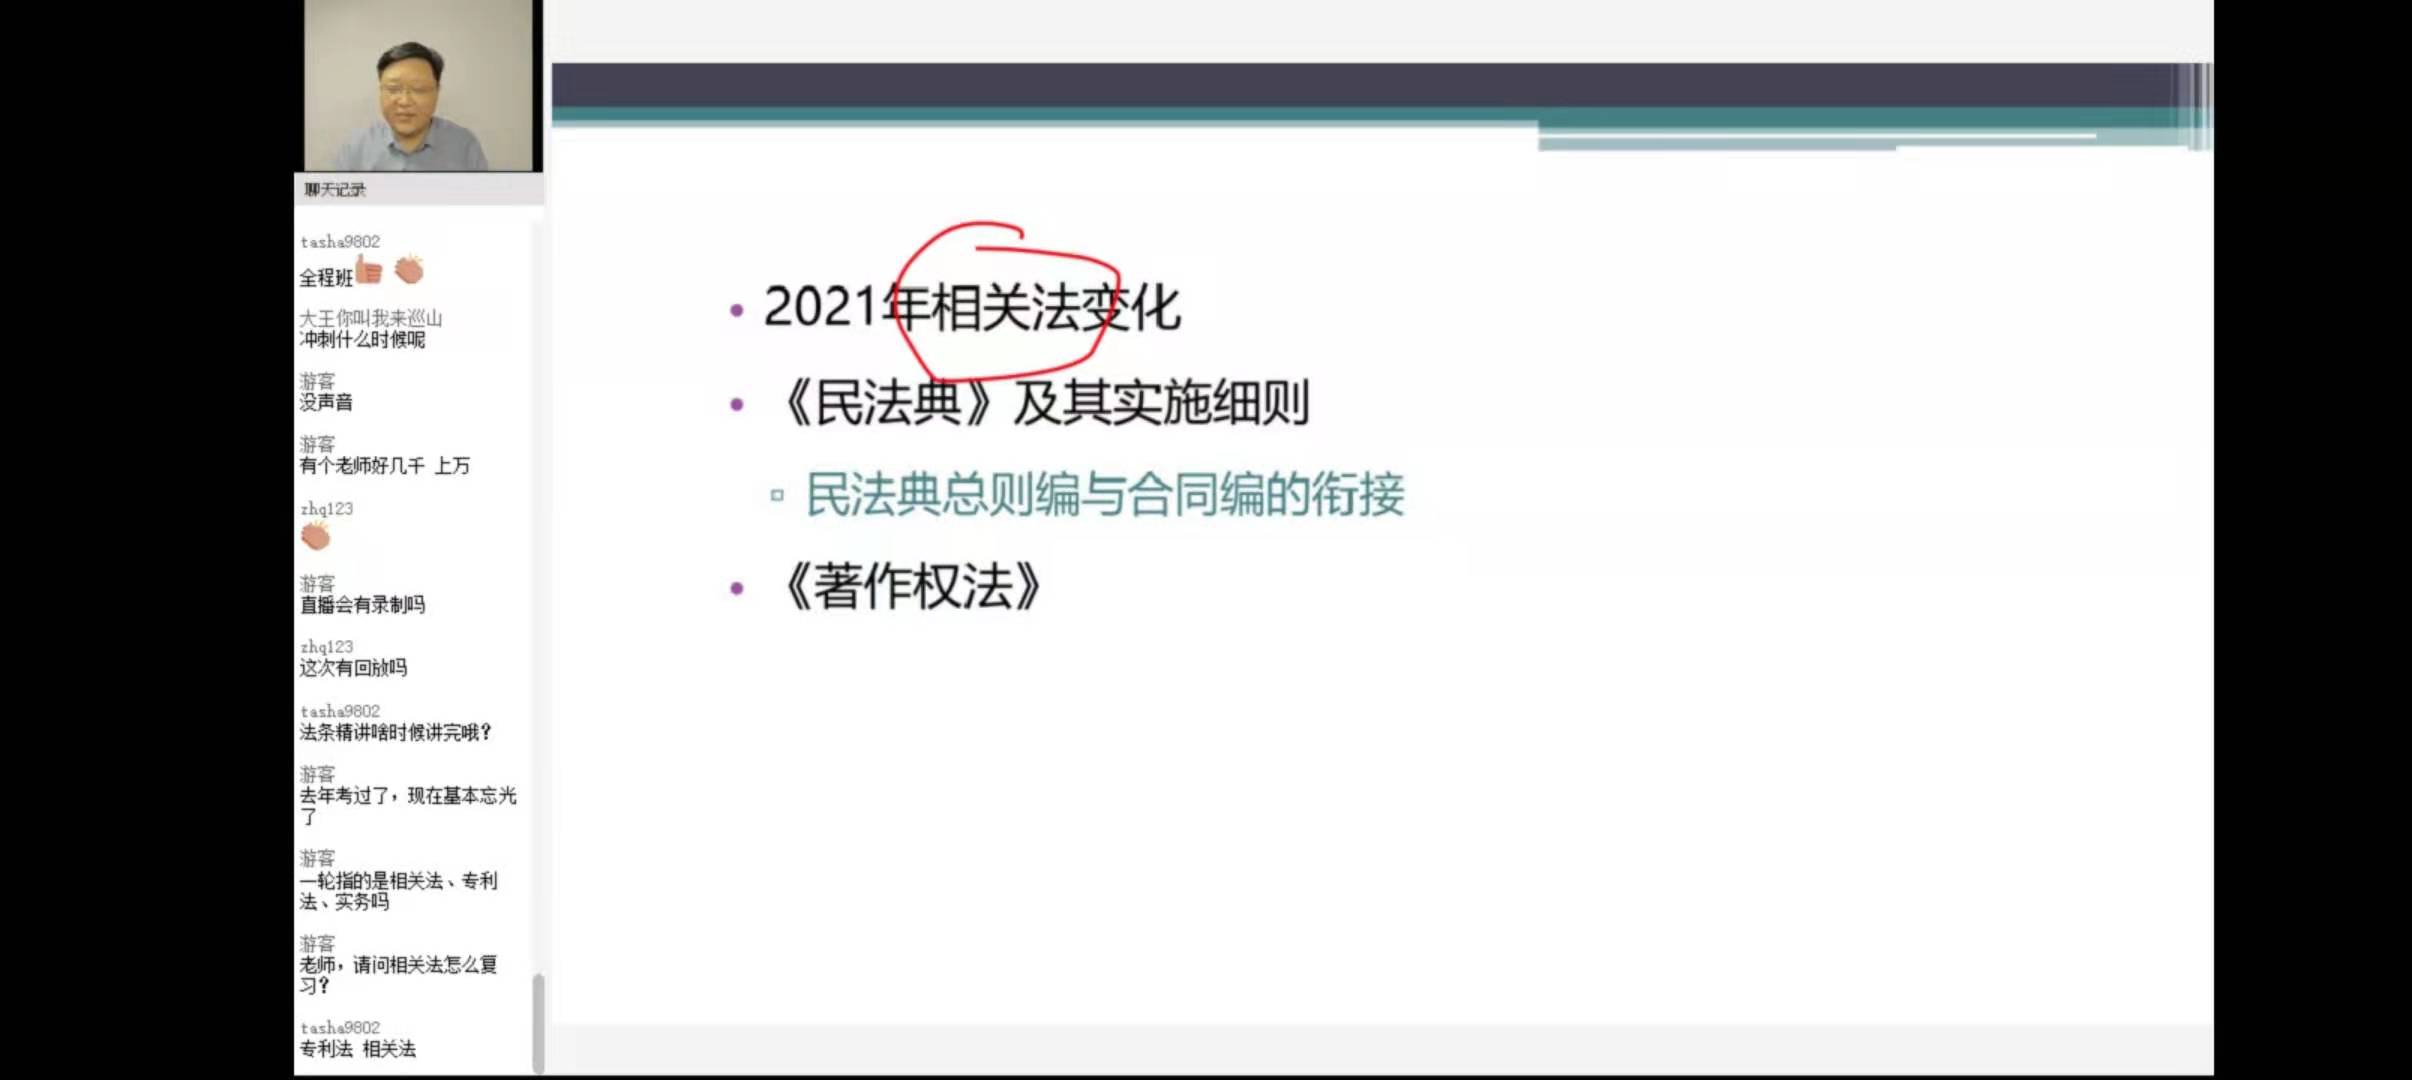 聊天记录
tasha9802
全程班
大王你叫我来巡山
冲刺什么时候呢
游客
没声音
游客
有个老师好几千 上万
zhq123
游客
直播会有录制吗
zhq123
这次有回放吗
tasha9802
法条精讲啥时候讲完哦?
游客
去年考过了，现在基本忘光
了
游客
一轮指的是相关法、专利
法、实务吗
游客
老师，请问相关法怎么复
习?
tasha9802
专利法 相关法
• 2021年相关法变化
• 《民法典》及其实施细则
▫ 民法典总则编与合同编的衔接
• 《著作权法》